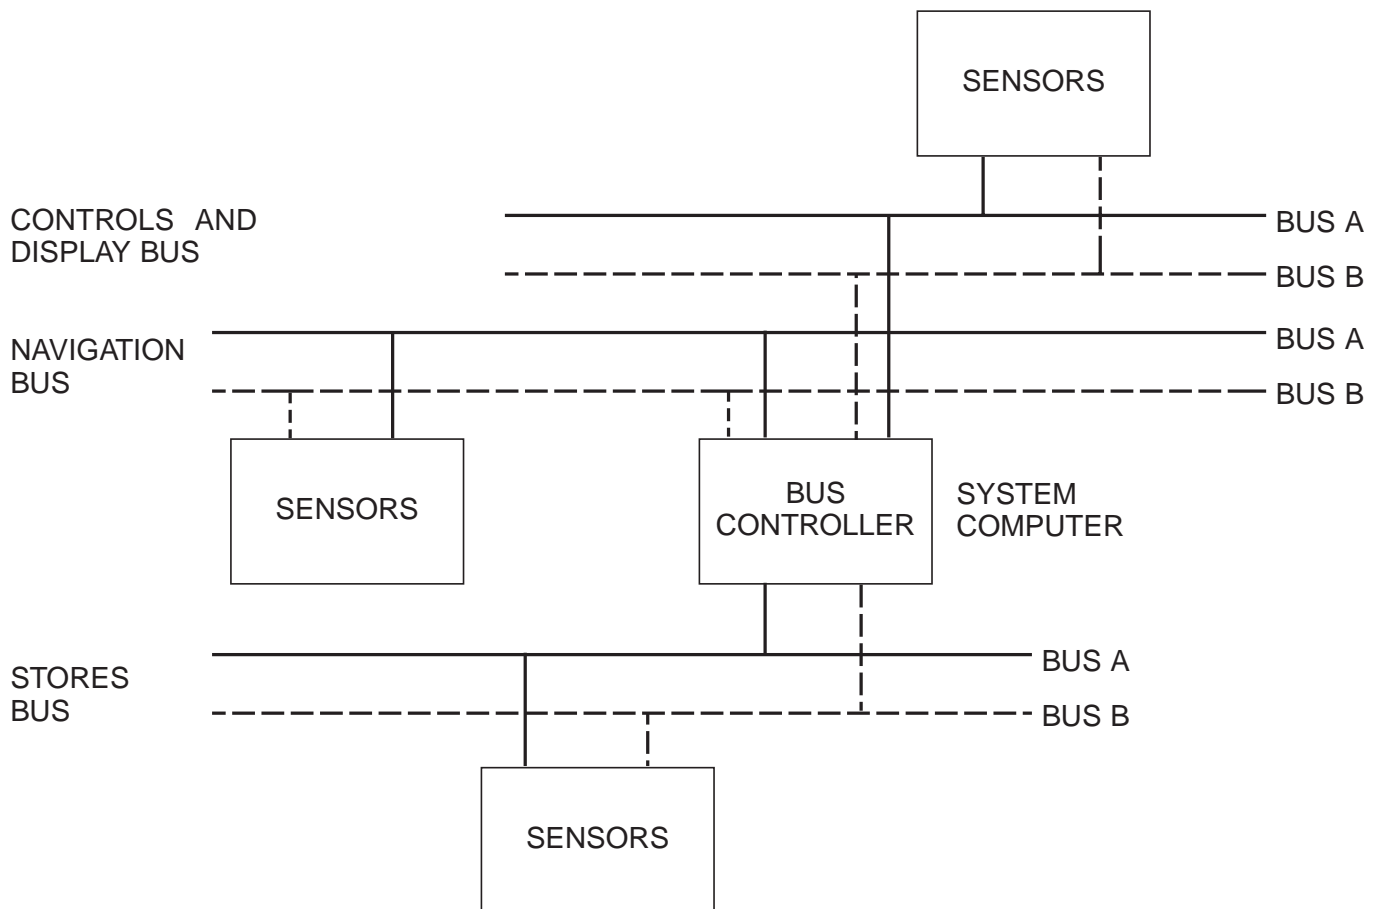 SENSORS
CONTROLS AND
DISPLAY BUS
BUS A
BUS B
NAVIGATION
BUS
BUS A
BUS B
SENSORS
BUS
CONTROLLER
SYSTEM
COMPUTER
STORES
BUS
BUS A
BUS B
SENSORS